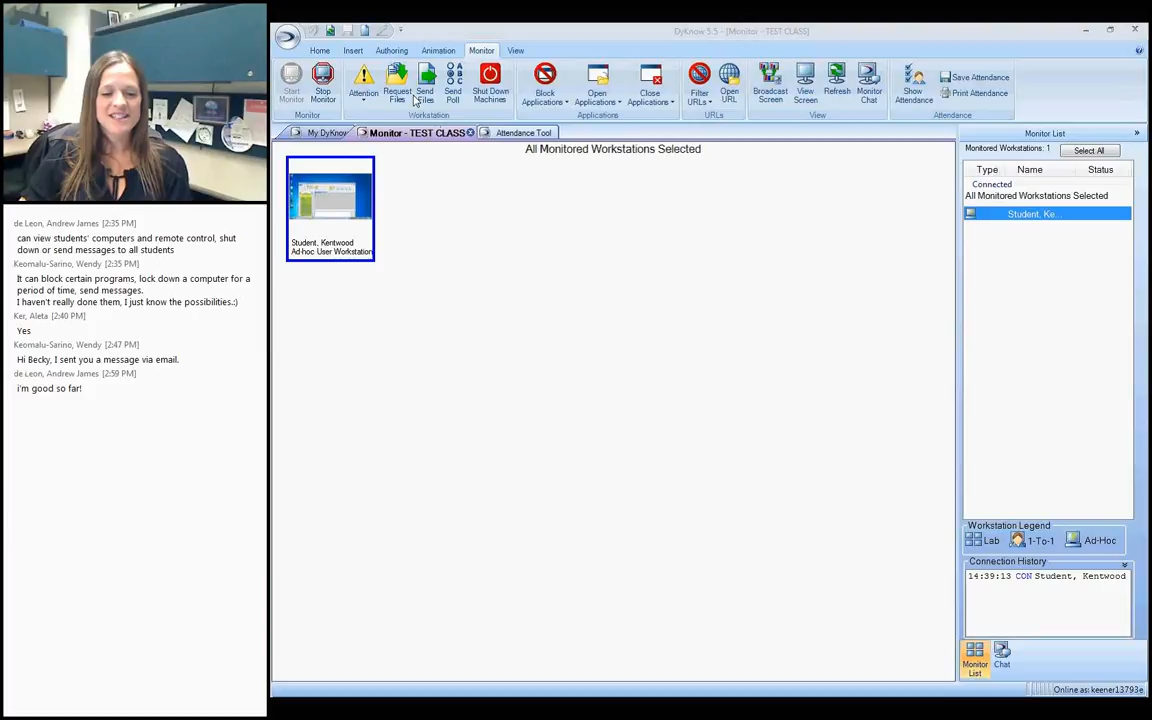 DyKnow 5.5 - [Monitor - TEST CLASS]
Home Insert Authoring Animation Monitor View
Start Monitor
Stop Monitor
Monitor
Attention
Request Files
Send Files
Send Poll
Shut Down Machines
Workstation
Block Applications
Open Applications
Close Applications
Applications
Filter URLs
Open URL
URLs
Broadcast Screen
View Screen
Refresh
Monitor Chat
View
Show Attendance
Save Attendance
Print Attendance
Attendance
My DyKnow
Monitor - TEST CLASS
Attendance Tool
All Monitored Workstations Selected
Student, Kentwood
Ad-hoc User Workstation
Monitor List
Monitored Workstations: 1 Select All
Type Name Status
Connected
All Monitored Workstations Selected
Student, Ke...
Workstation Legend
Lab 1-To-1 Ad-Hoc
Connection History
14:39:13 CON Student, Kentwood
Monitor List
Chat
Online as: keener13793e
de Leon, Andrew James [2:35 PM]
can view students' computers and remote control, shut
down or send messages to all students
Keomalu-Sarino, Wendy [2:35 PM]
It can block certain programs, lock down a computer for a
period of time, send messages.
I haven't really done them, I just know the possibilities.:)
Ker, Aleta [2:40 PM]
Yes
Keomalu-Sarino, Wendy [2:47 PM]
Hi Becky, I sent you a message via email.
de Leon, Andrew James [2:59 PM]
i'm good so far!